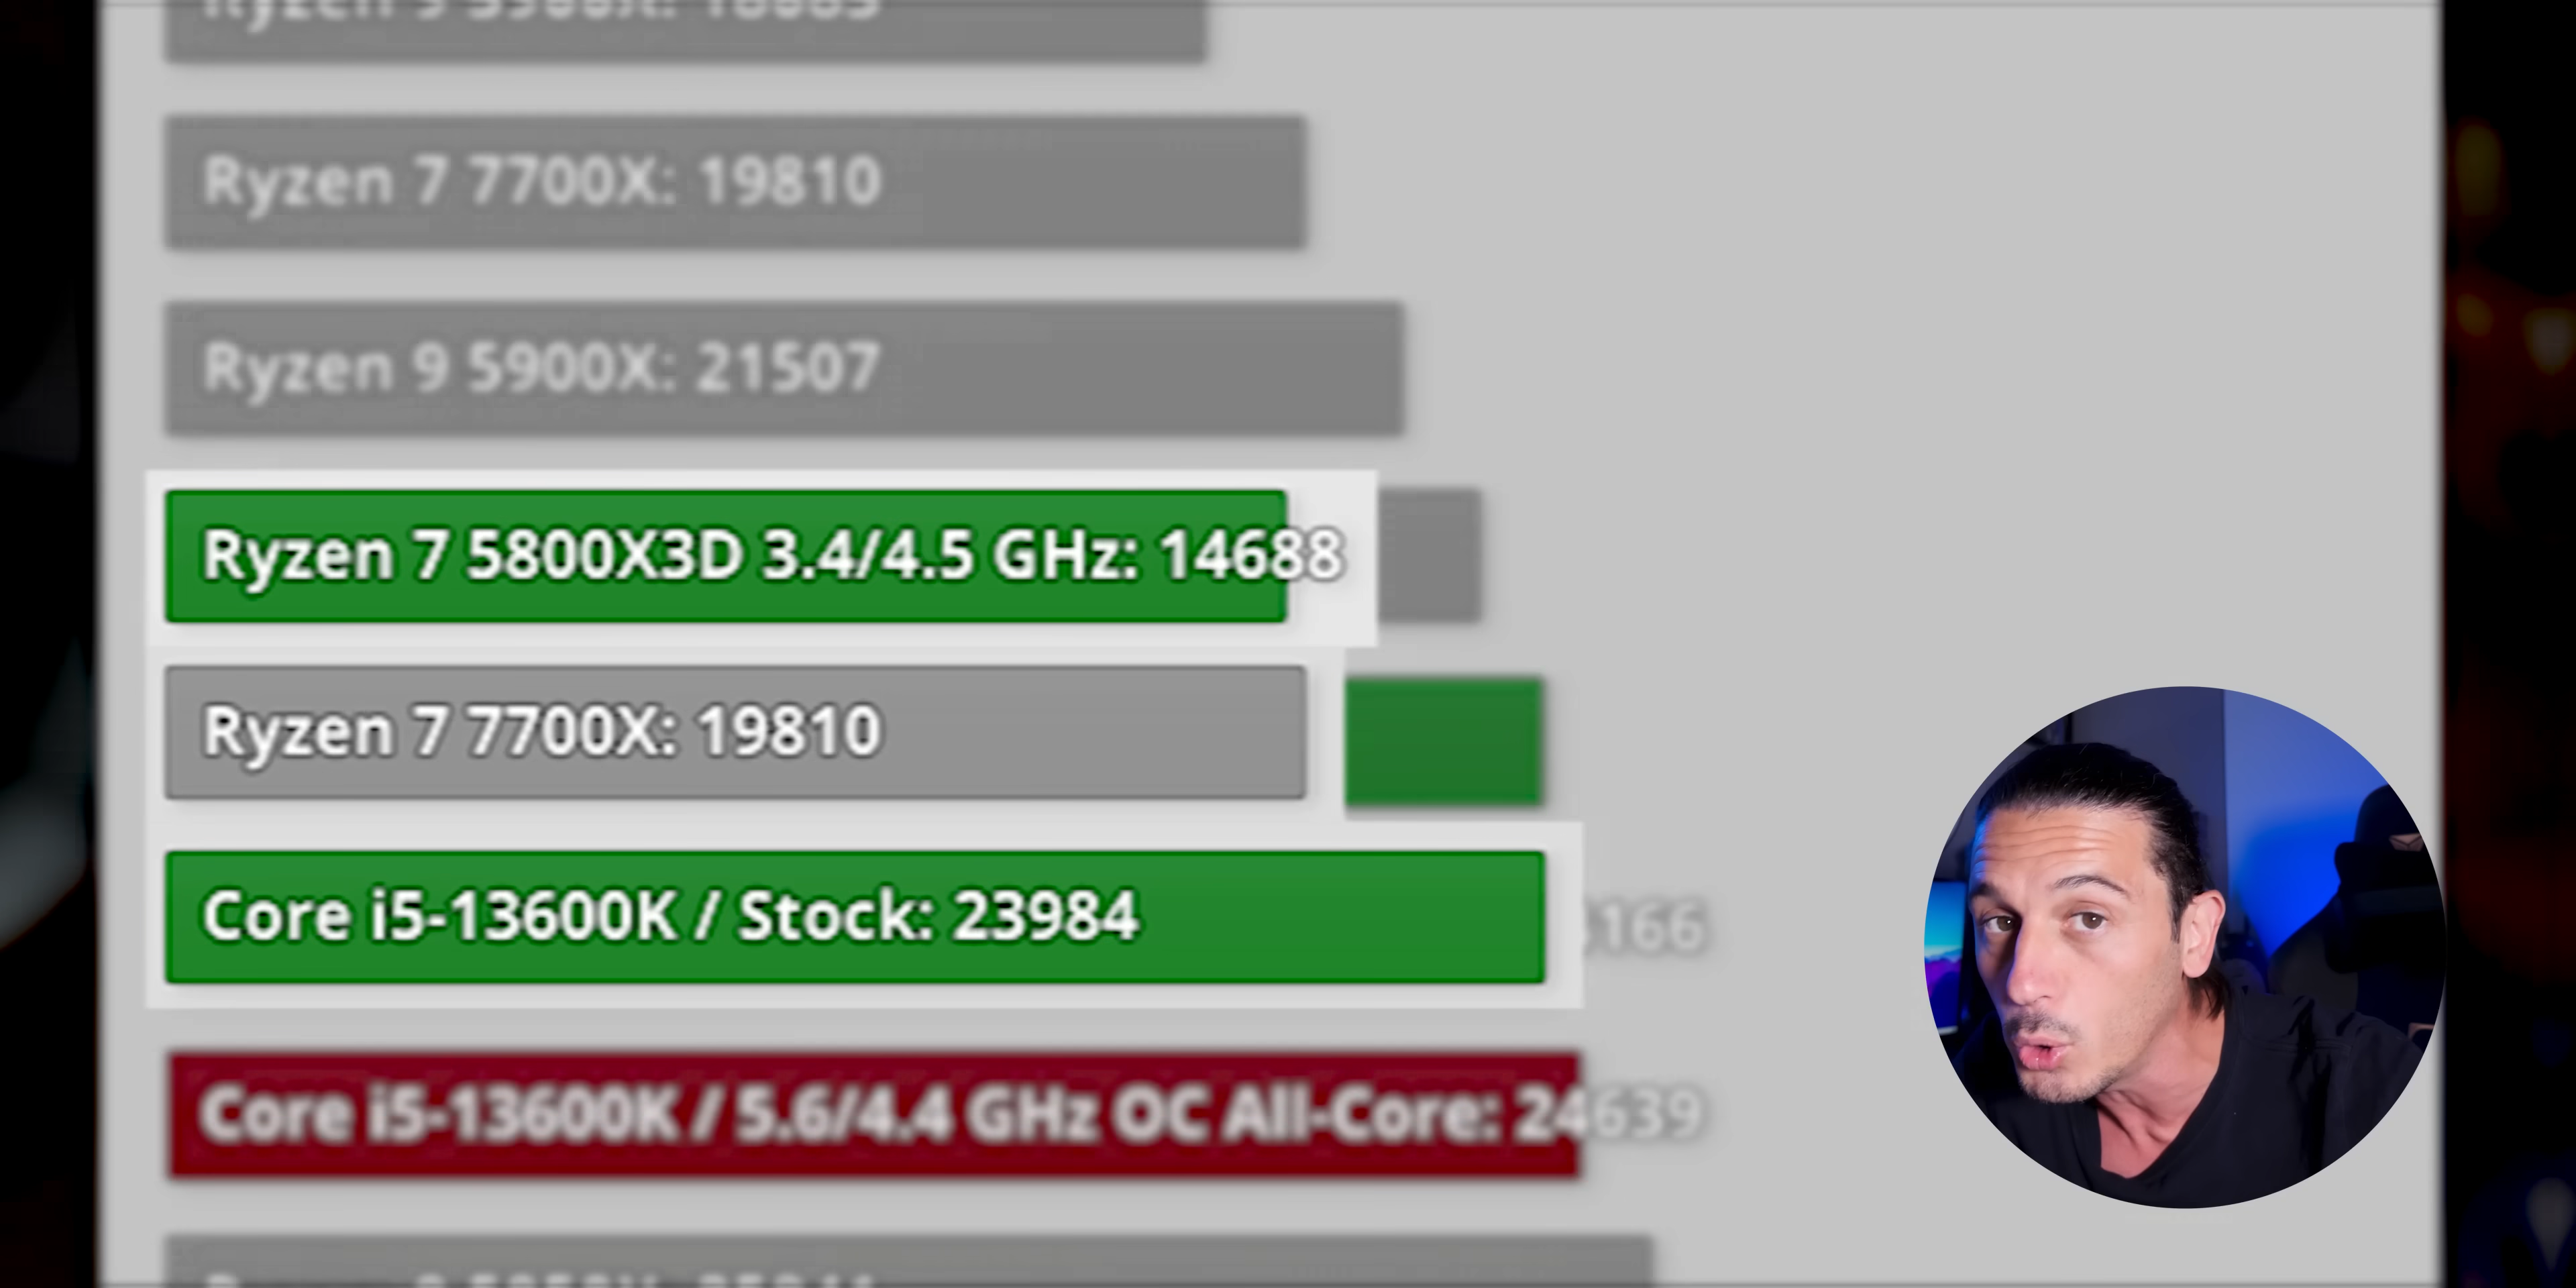 Ryzen 7 7700X: 19810
Ryzen 9 5900X: 21507
Ryzen 7 5800X3D 3.4/4.5 GHz: 14688
Ryzen 7 7700X: 19810
Core i5-13600K / Stock: 23984
166
Core i5-13600K / 5.6/4.4 GHz OC All-Core: 24639